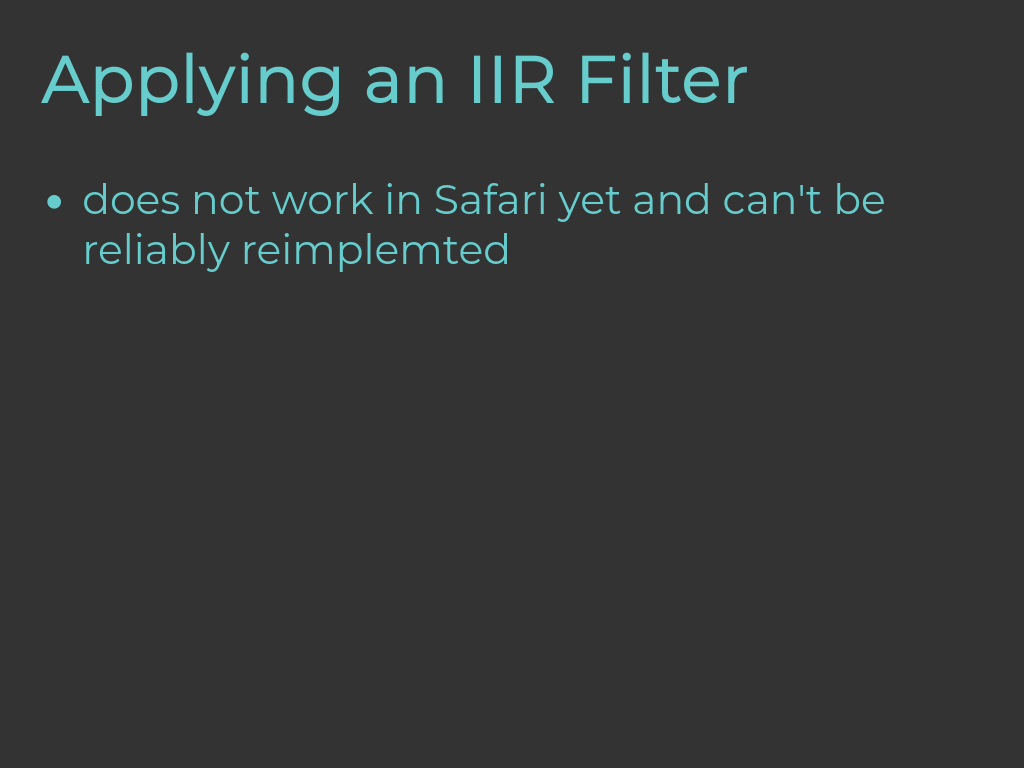 Applying an IIR Filter
• does not work in Safari yet and can't be
reliably reimplemted